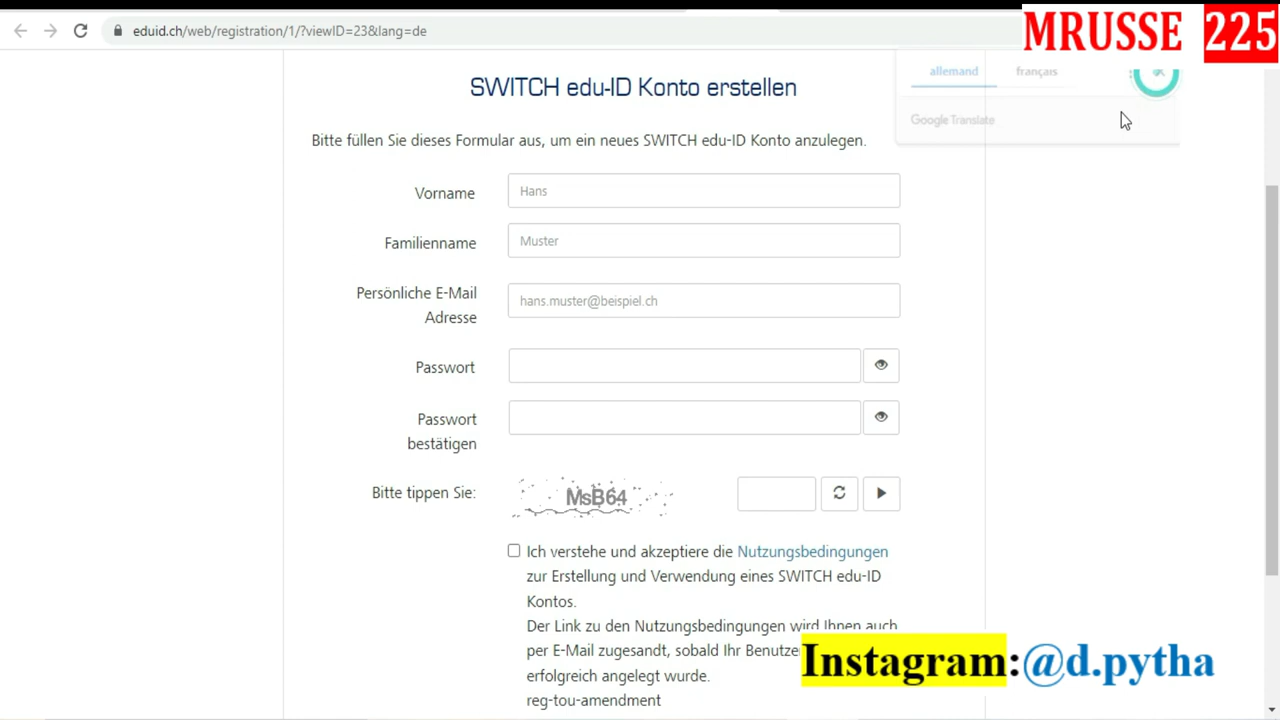 eduid.ch/web/registration/1/?viewID=23&lang=de
MRUSSE 225
allemand français
Google Translate
SWITCH edu-ID Konto erstellen
Bitte füllen Sie dieses Formular aus, um ein neues SWITCH edu-ID Konto anzulegen.
Vorname Hans
Familienname Muster
Persönliche E-Mail
Adresse
hans.muster@beispiel.ch
Passwort
Passwort
bestätigen
Bitte tippen Sie: MsB64
Ich verstehe und akzeptiere die Nutzungsbedingungen
zur Erstellung und Verwendung eines SWITCH edu-ID
Kontos.
Der Link zu den Nutzungsbedingungen wird Ihnen auch
per E-Mail zugesandt, sobald Ihr Benutze
erfolgreich angelegt wurde.
reg-tou-amendment
Instagram:@d.pytha